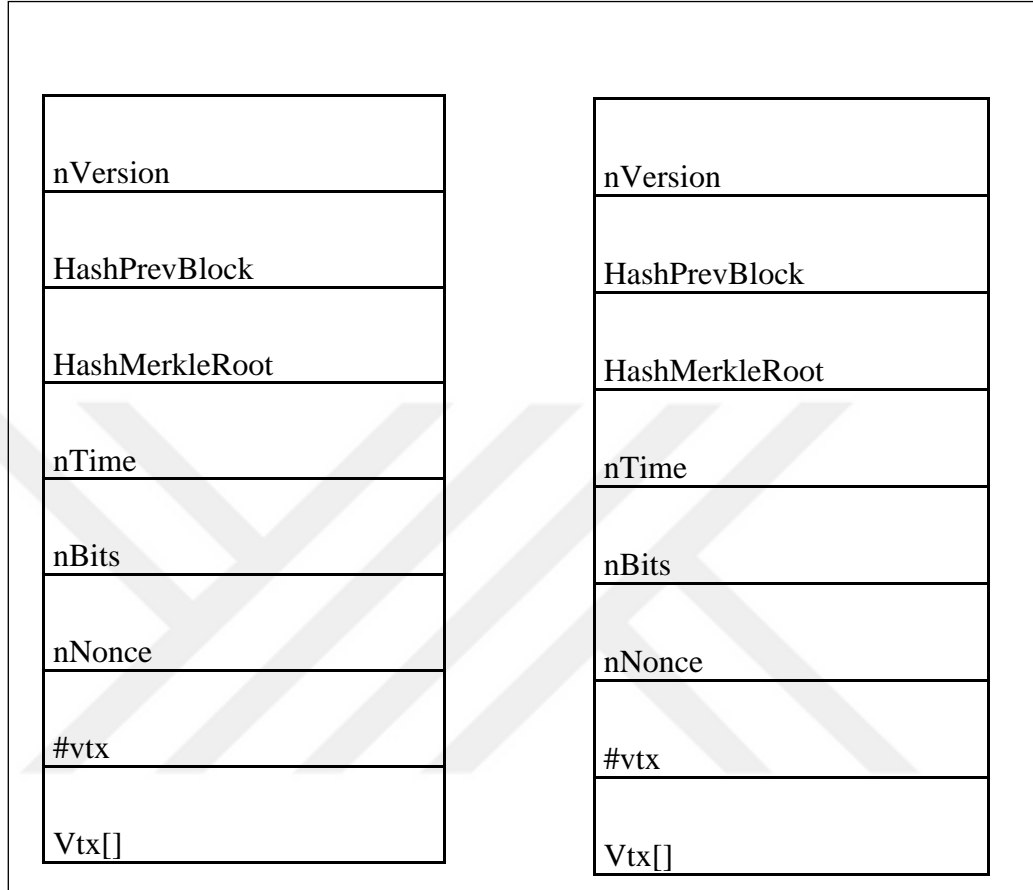 nVersion
HashPrevBlock
HashMerkleRoot
nTime
nBits
nNonce
#vtx
Vtx[]
nVersion
HashPrevBlock
HashMerkleRoot
nTime
nBits
nNonce
#vtx
Vtx[]